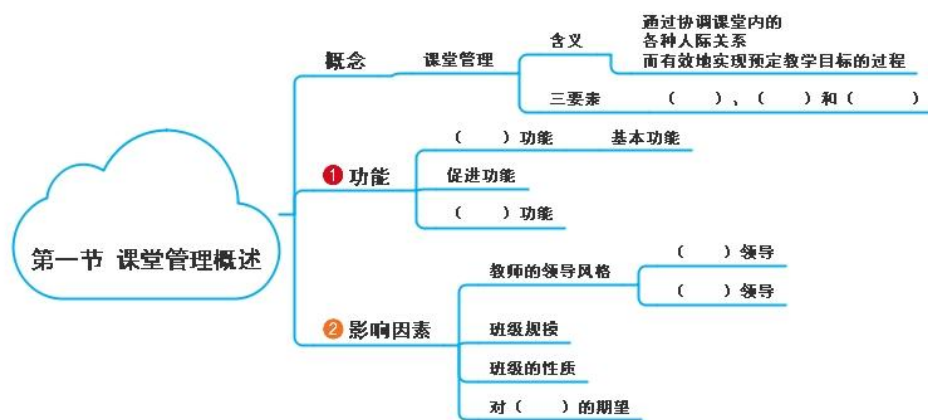 第一节 课堂管理概述
概念
课堂管理
含义
通过协调课堂内的
各种人际关系
而有效地实现预定教学目标的过程
三要素 （ ）、（ ）和（ ）
1 功能
（ ）功能 基本功能
促进功能
（ ）功能
2 影响因素
教师的领导风格
（ ）领导
（ ）领导
班级规模
班级的性质
对（ ）的期望